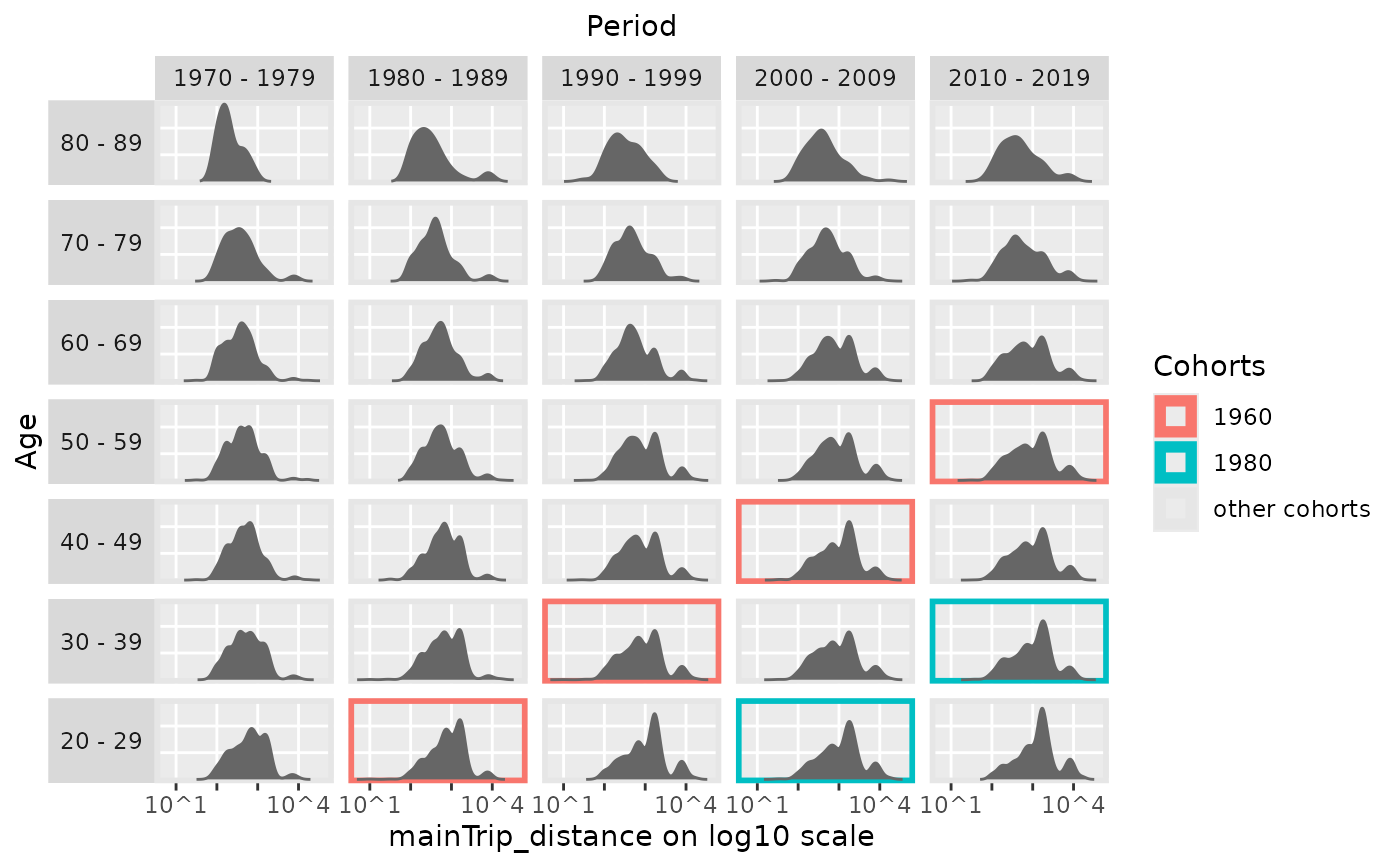 Period
1970 - 1979 1980 - 1989 1990 - 1999 2000 - 2009 2010 - 2019
80 - 89
70 - 79
60 - 69
50 - 59
40 - 49
30 - 39
20 - 29
Age
10^1 10^4 10^1 10^4 10^1 10^4 10^1 10^4 10^1 10^4
mainTrip_distance on log10 scale
Cohorts
1960
1980
other cohorts